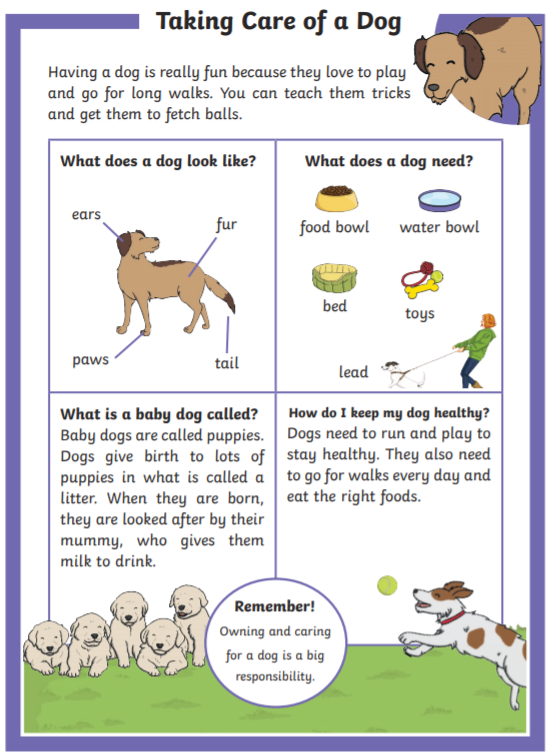 Taking Care of a Dog
Having a dog is really fun because they love to play
and go for long walks. You can teach them tricks
and get them to fetch balls.
What does a dog look like?
ears
fur
paws
tail
What does a dog need?
food bowl
water bowl
bed
toys
lead
What is a baby dog called?
Baby dogs are called puppies.
Dogs give birth to lots of
puppies in what is called a
litter. When they are born,
they are looked after by their
mummy, who gives them
milk to drink.
How do I keep my dog healthy?
Dogs need to run and play to
stay healthy. They also need
to go for walks every day and
eat the right foods.
Remember!
Owning and caring
for a dog is a big
responsibility.